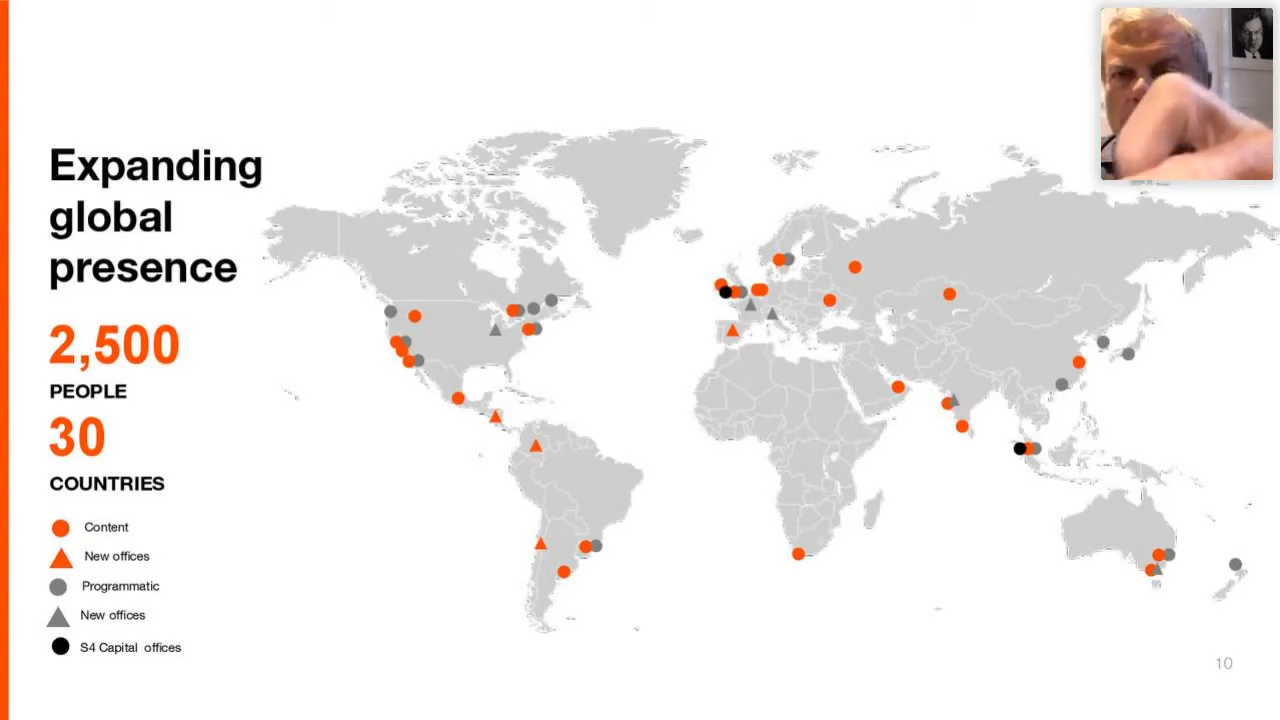 Expanding
global
presence
2,500
PEOPLE
30
COUNTRIES
Content
New offices
Programmatic
New offices
S4 Capital offices
10